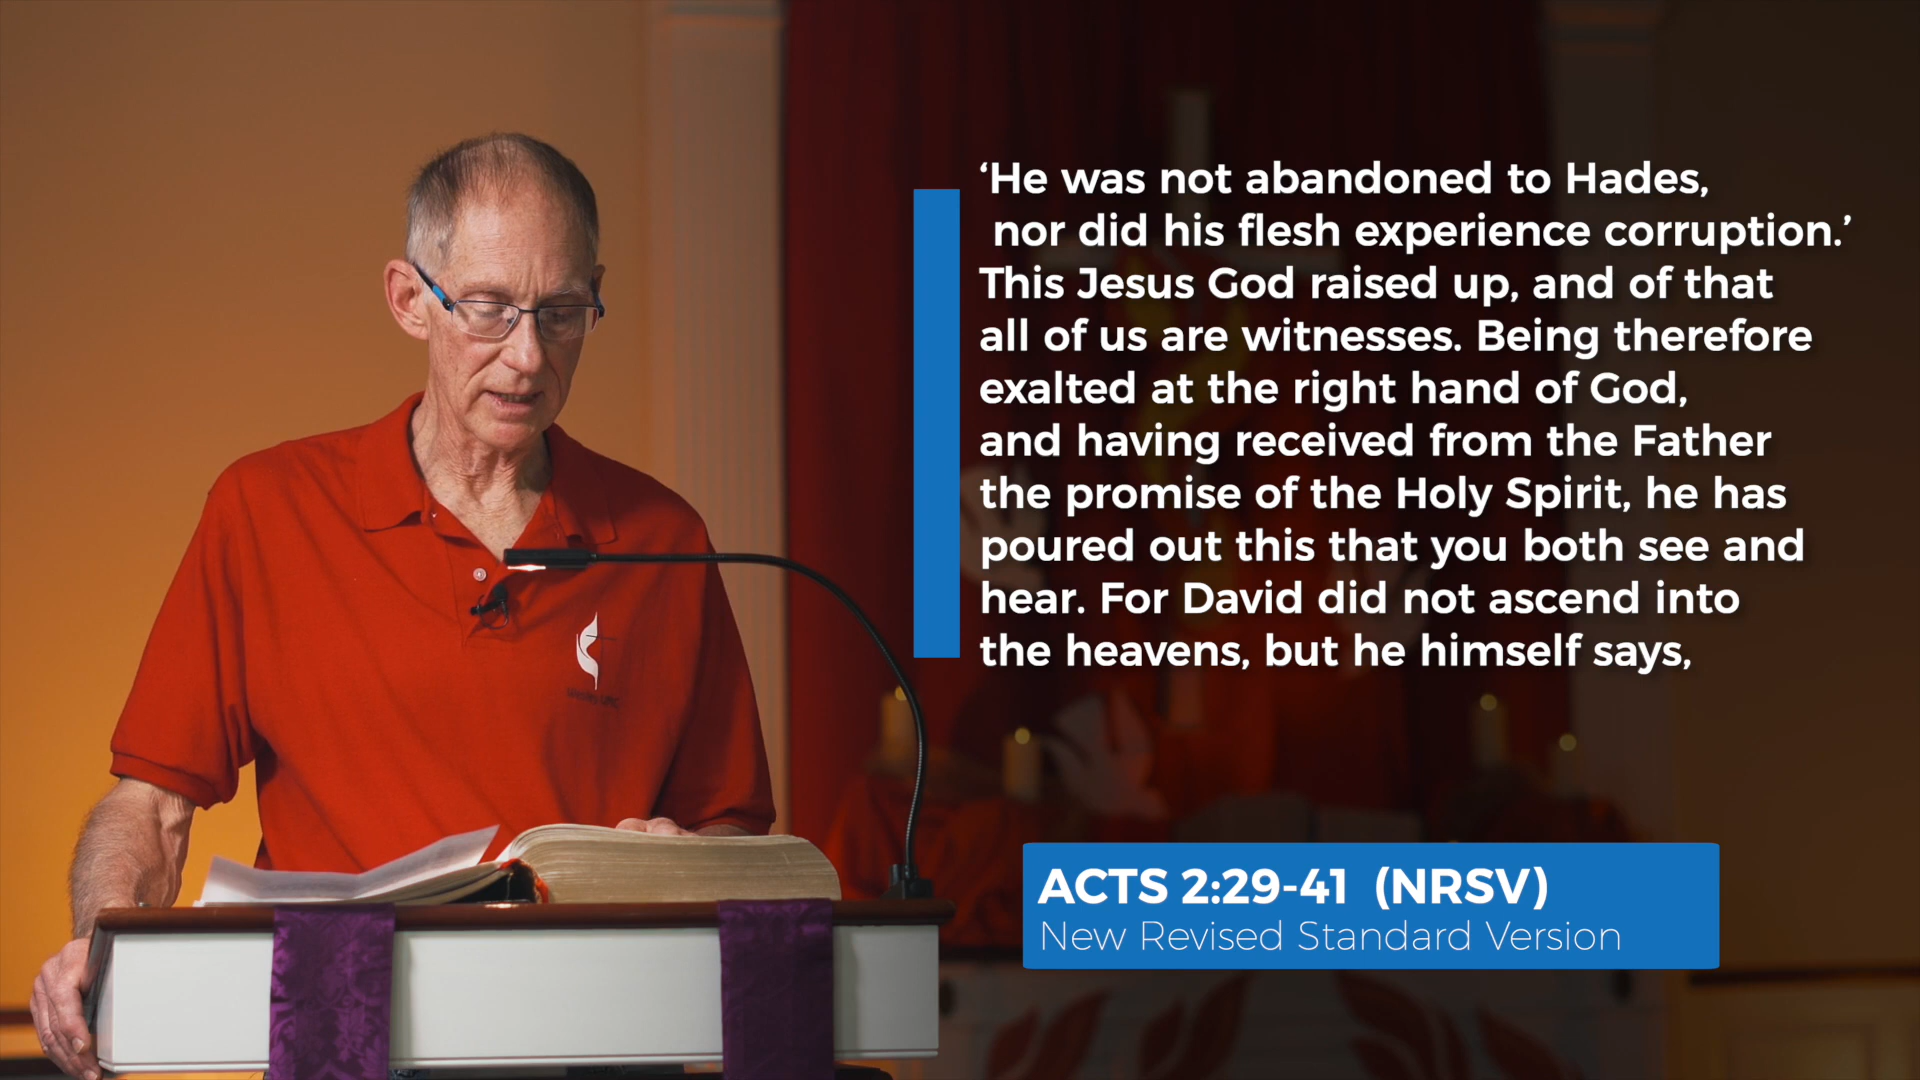 ‘He was not abandoned to Hades,
nor did his flesh experience corruption.’
This Jesus God raised up, and of that
all of us are witnesses. Being therefore
exalted at the right hand of God,
and having received from the Father
the promise of the Holy Spirit, he has
poured out this that you both see and
hear. For David did not ascend into
the heavens, but he himself says,
ACTS 2:29-41 (NRSV)
New Revised Standard Version
Wesley UMC